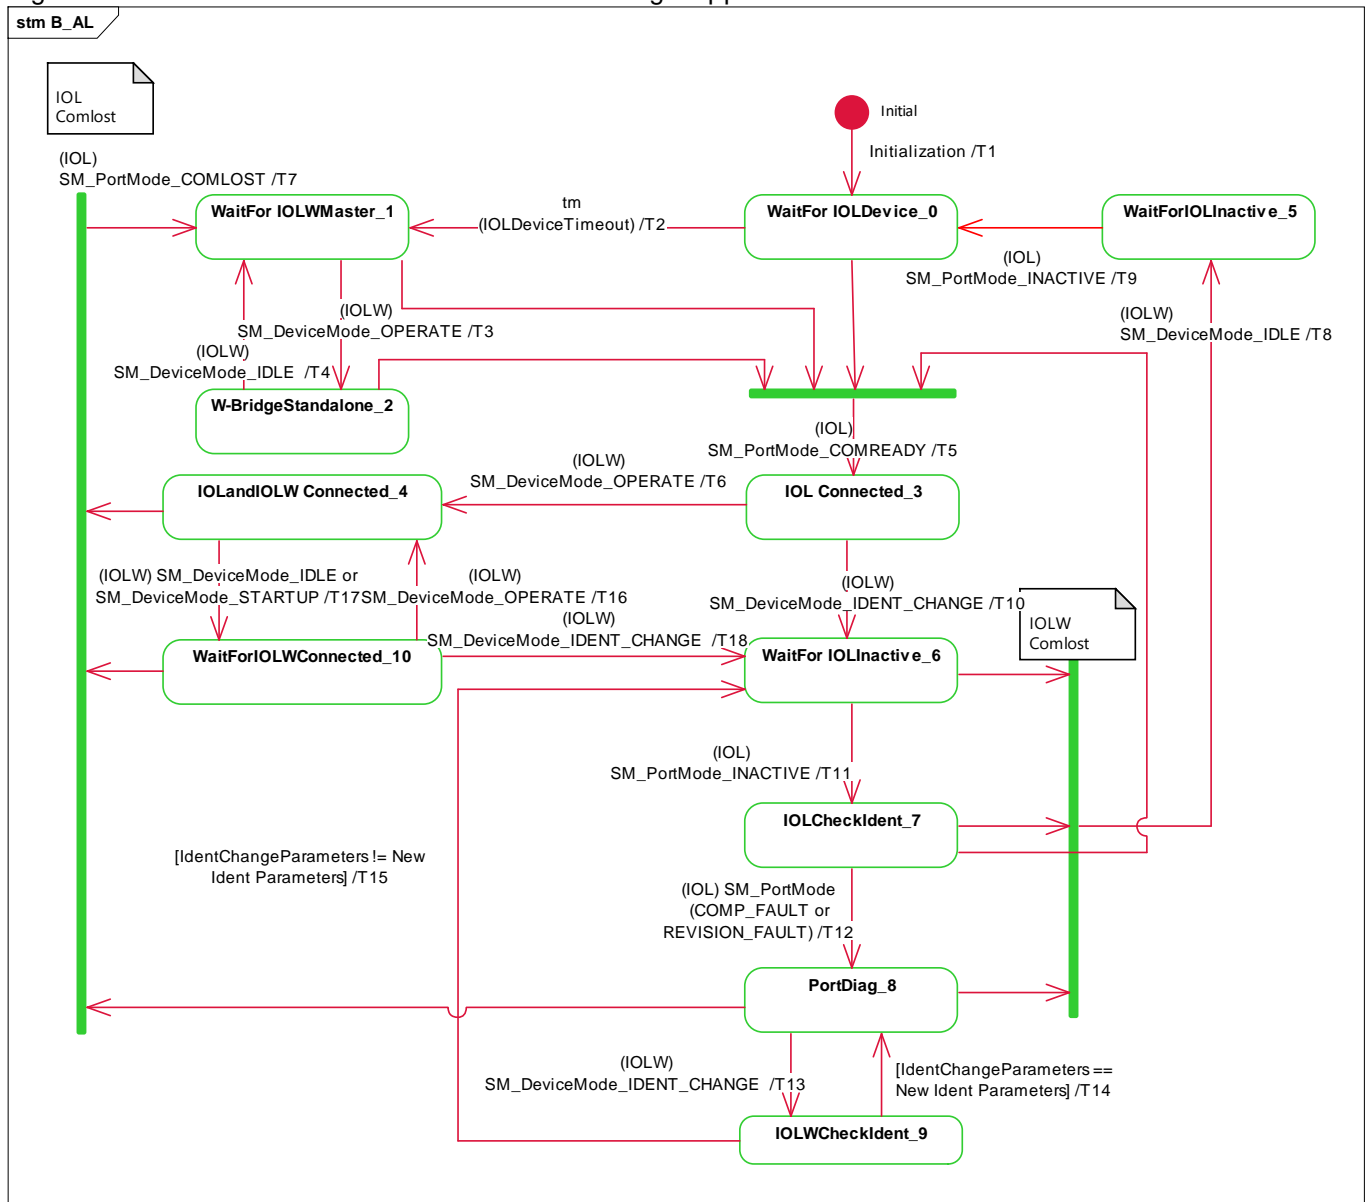 stm B_AL
IOL
Comlost
Initial
Initialization /T1
(IOL)
SM_PortMode_COMLOST /T7
WaitFor IOLWMaster_1
tm
(IOLDeviceTimeout) /T2
WaitFor IOLDevice_0
WaitForIOLInactive_5
(IOL)
SM_PortMode_INACTIVE /T9
(IOLW)
SM_DeviceMode_OPERATE /T3
(IOLW)
SM_DeviceMode_IDLE /T8
(IOLW)
SM_DeviceMode_IDLE /T4
W-BridgeStandalone_2
(IOL)
SM_PortMode_COMREADY /T5
(IOLW)
SM_DeviceMode_OPERATE /T6
IOLandIOLW Connected_4
IOL Connected_3
(IOLW) SM_DeviceMode_IDLE or
SM_DeviceMode_STARTUP /T17
(IOLW)
SM_DeviceMode_OPERATE /T16
(IOLW)
SM_DeviceMode_IDENT_CHANGE /T10
(IOLW)
SM_DeviceMode_IDENT_CHANGE /T18
IOLW
Comlost
WaitForIOLWConnected_10
WaitFor IOLInactive_6
(IOL)
SM_PortMode_INACTIVE /T11
IOLCheckIdent_7
[IdentChangeParameters != New
Ident Parameters] /T15
(IOL) SM_PortMode
(COMP_FAULT or
REVISION_FAULT) /T12
PortDiag_8
(IOLW)
SM_DeviceMode_IDENT_CHANGE /T13
[IdentChangeParameters ==
New Ident Parameters] /T14
IOLWCheckIdent_9